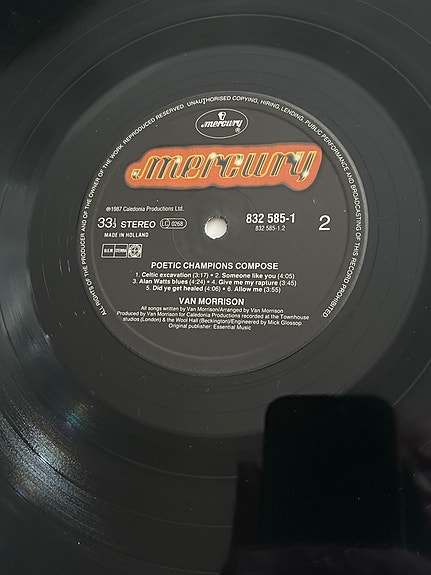 ALL RIGHTS OF THE PRODUCER AND OF THE OWNER OF THE WORK REPRODUCED RESERVED. UNAUTHORISED COPYING, HIRING, LENDING, PUBLIC PERFORMANCE AND BROADCASTING OF THIS RECORD PROHIBITED
mercury
®
mercury
℗1987 Caledonia Productions Ltd.
33⅓ STEREO LC 0268
MADE IN HOLLAND
832 585-1
832 585-1.2
2
B.I.E.M. STEMRA
POETIC CHAMPIONS COMPOSE
1. Celtic excavation (3:17) • 2. Someone like you (4:05)
3. Alan Watts blues (4:24) • 4. Give me my rapture (3:45)
5. Did ye get healed (4:06) • 6. Allow me (3:55)
VAN MORRISON
All songs written by Van Morrison/Arranged by Van Morrison
Produced by Van Morrison for Caledonia Productions recorded at the Townhouse
studios (London) & the Wool Hall (Beckington)/Engineered by Mick Glossop
Original publisher: Essential Music